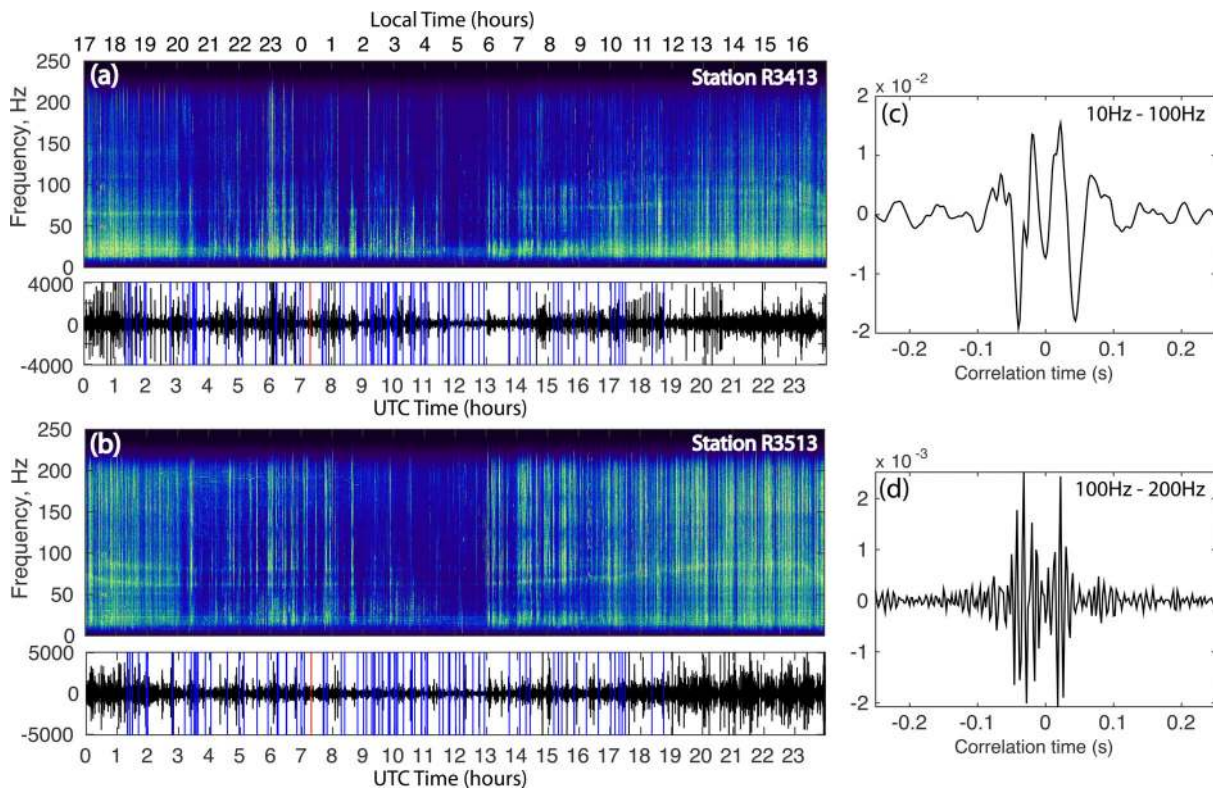 Local Time (hours)
17 18 19 20 21 22 23 0 1 2 3 4 5 6 7 8 9 10 11 12 13 14 15 16
(a)
Station R3413
250
200
150
100
50
0
Frequency, Hz
4000
0
-4000
0 1 2 3 4 5 6 7 8 9 10 11 12 13 14 15 16 17 18 19 20 21 22 23
UTC Time (hours)
(b)
Station R3513
250
200
150
100
50
0
Frequency, Hz
5000
0
-5000
0 1 2 3 4 5 6 7 8 9 10 11 12 13 14 15 16 17 18 19 20 21 22 23
UTC Time (hours)
x 10-2
(c)
10Hz - 100Hz
2
1
0
-1
-2
-0.2 -0.1 0 0.1 0.2
Correlation time (s)
x 10-3
(d)
100Hz - 200Hz
2
1
0
-1
-2
-0.2 -0.1 0 0.1 0.2
Correlation time (s)